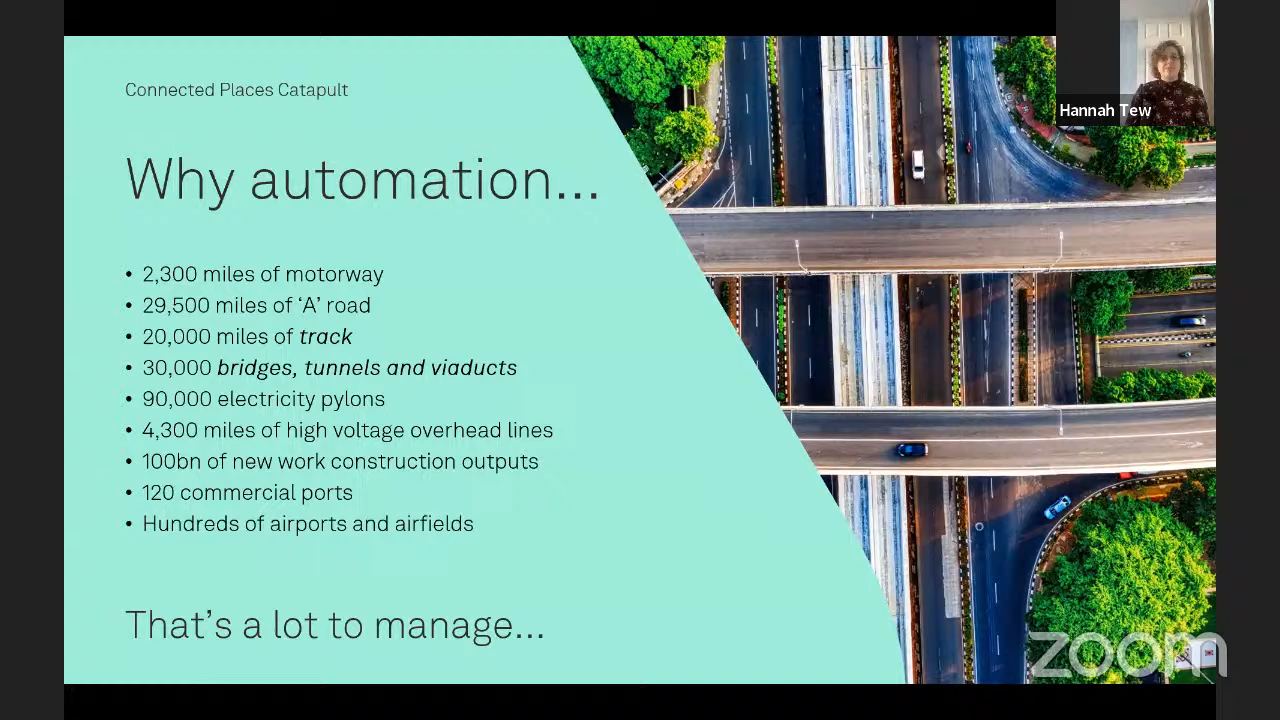 Connected Places Catapult
Hannah Tew
Why automation...
• 2,300 miles of motorway
• 29,500 miles of ‘A’ road
• 20,000 miles of track
• 30,000 bridges, tunnels and viaducts
• 90,000 electricity pylons
• 4,300 miles of high voltage overhead lines
• 100bn of new work construction outputs
• 120 commercial ports
• Hundreds of airports and airfields
That’s a lot to manage...
zoom